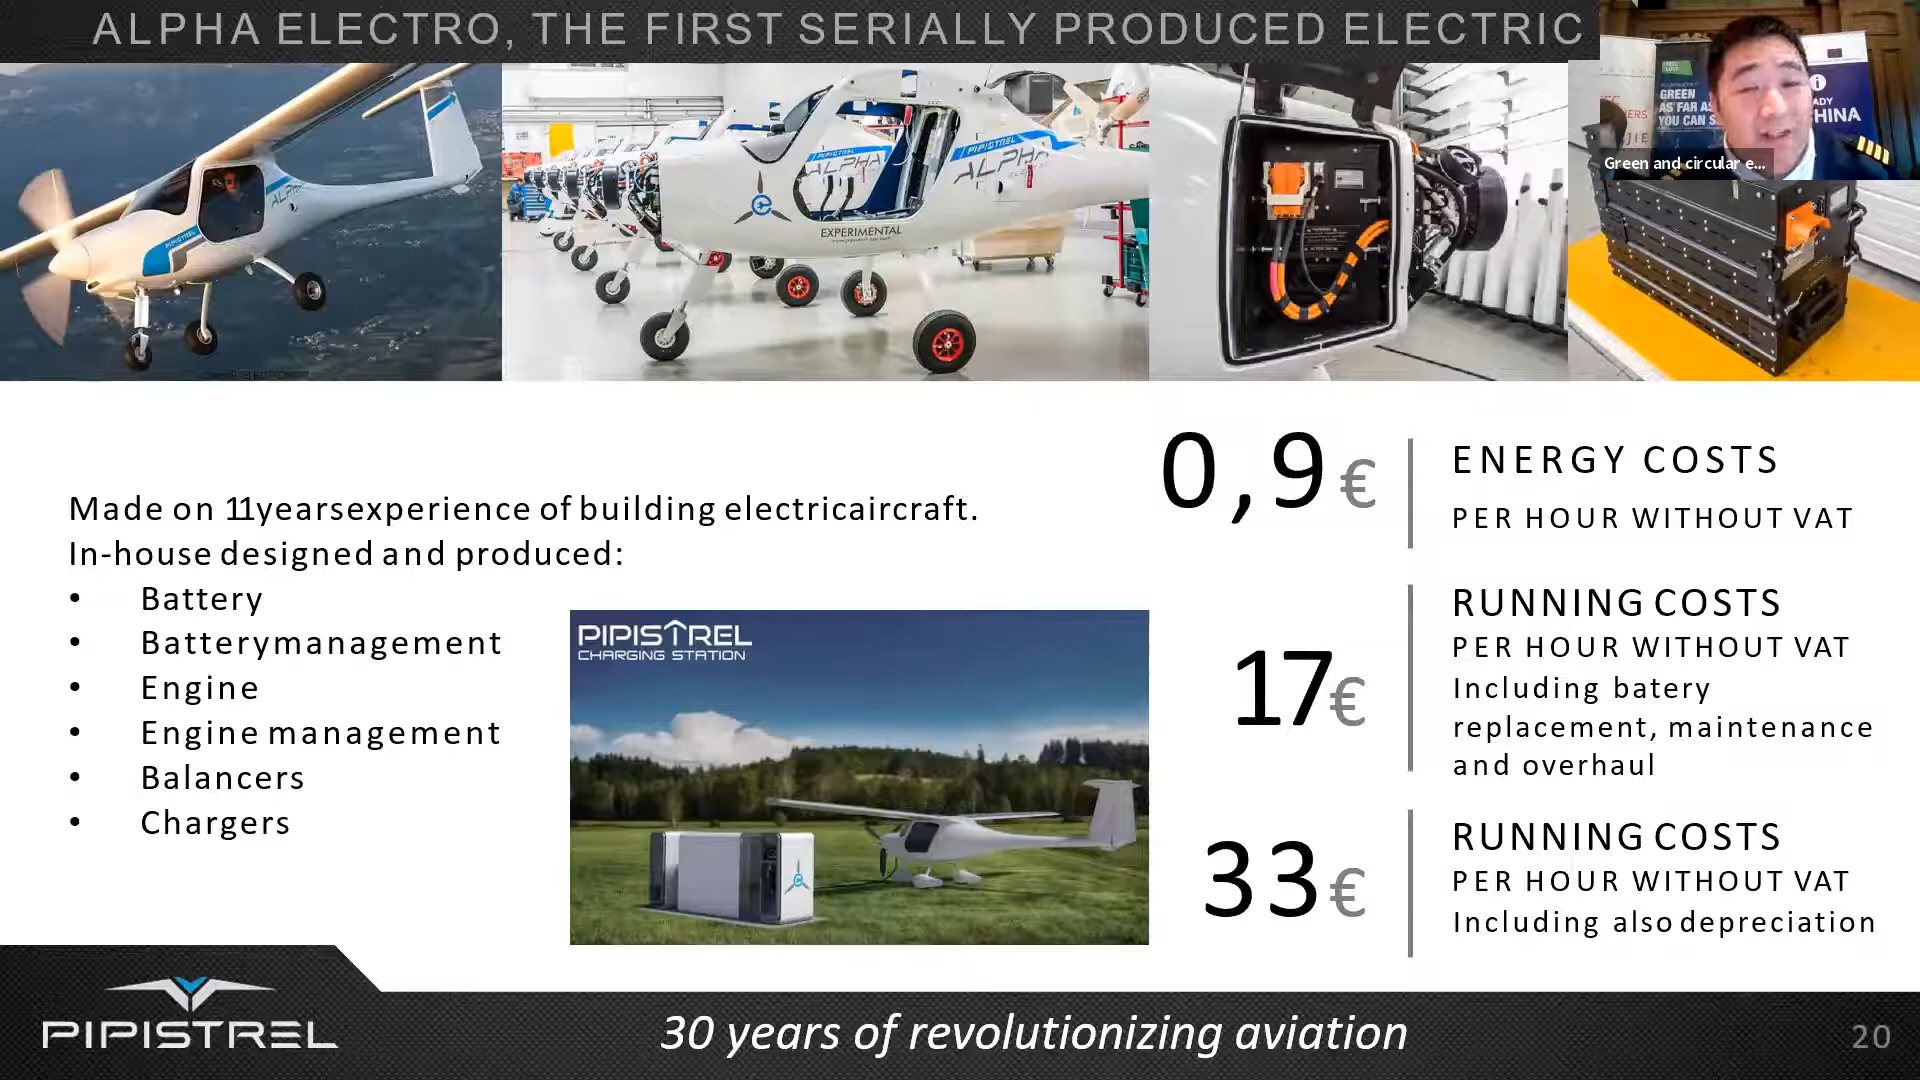 ALPHA ELECTRO, THE FIRST SERIALLY PRODUCED ELECTRIC
GREEN
AS FAR AS
YOU CAN S
CHINA
Green and circular e...
PIPISTREL
ALPHA
PIPISTREL
ALPHA
PIPISTREL
EXPERIMENTAL
Made on 11yearsexperience of building electricaircraft.
In-house designed and produced:
• Battery
• Batterymanagement
• Engine
• Engine management
• Balancers
• Chargers
PIPISTREL
CHARGING STATION
0,9€
ENERGY COSTS
PER HOUR WITHOUT VAT
17€
RUNNING COSTS
PER HOUR WITHOUT VAT
Including batery
replacement, maintenance
and overhaul
33€
RUNNING COSTS
PER HOUR WITHOUT VAT
Including also depreciation
PIPISTREL
30 years of revolutionizing aviation
20